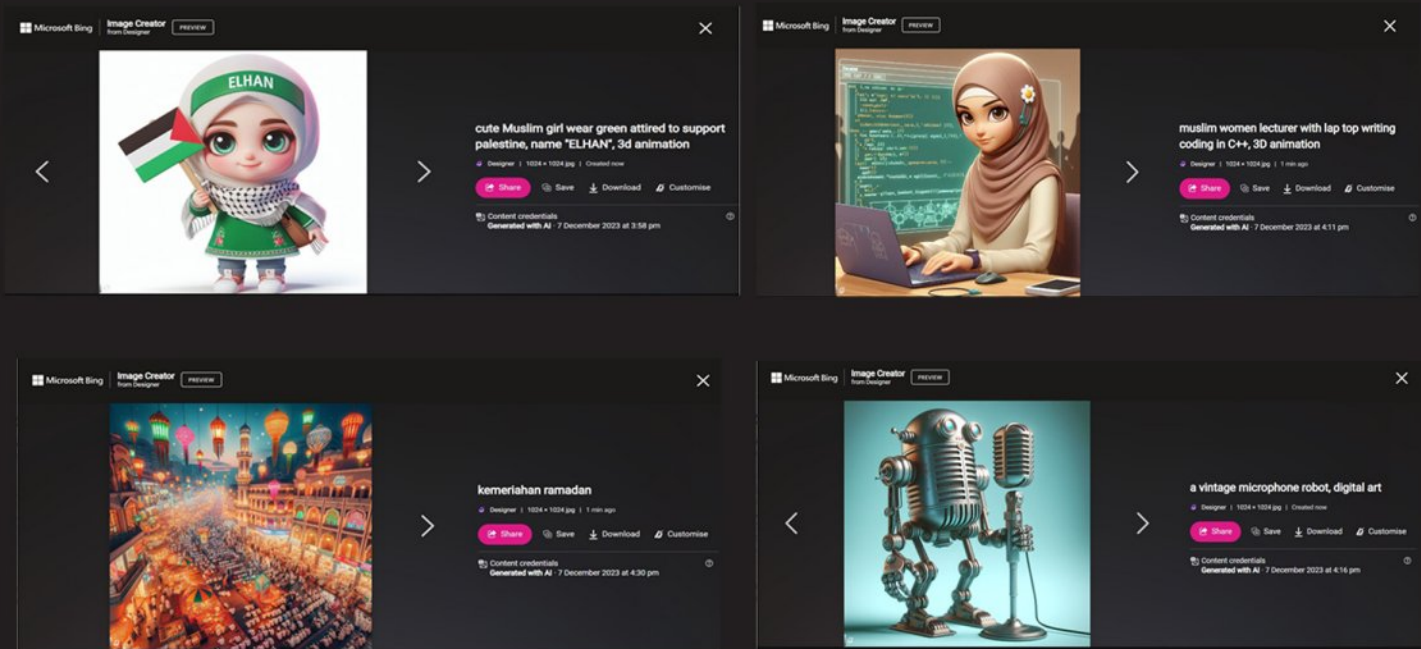 Microsoft Bing
Image Creator
from Designer
PREVIEW
ELHAN
cute Muslim girl wear green attired to support
palestine, name "ELHAN", 3d animation
Designer | 1024 × 1024 jpg | Created now
Share
Save
Download
Customise
Content credentials
Generated with AI · 7 December 2023 at 3:58 pm
Microsoft Bing
Image Creator
from Designer
PREVIEW
muslim women lecturer with lap top writing
coding in C++, 3D animation
Designer | 1024 × 1024 jpg | 1 min ago
Share
Save
Download
Customise
Content credentials
Generated with AI · 7 December 2023 at 4:11 pm
Microsoft Bing
Image Creator
from Designer
PREVIEW
kemeriahan ramadan
Designer | 1024 × 1024 jpg | 1 min ago
Share
Save
Download
Customise
Content credentials
Generated with AI · 7 December 2023 at 4:30 pm
Microsoft Bing
Image Creator
from Designer
PREVIEW
a vintage microphone robot, digital art
Designer | 1024 × 1024 jpg | Created now
Share
Save
Download
Customise
Content credentials
Generated with AI · 7 December 2023 at 4:16 pm